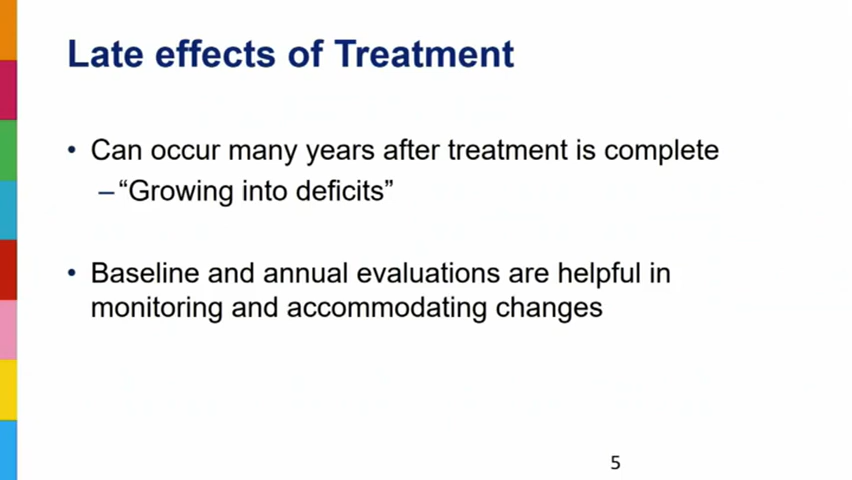 Late effects of Treatment
• Can occur many years after treatment is complete
–“Growing into deficits”
• Baseline and annual evaluations are helpful in
monitoring and accommodating changes
5